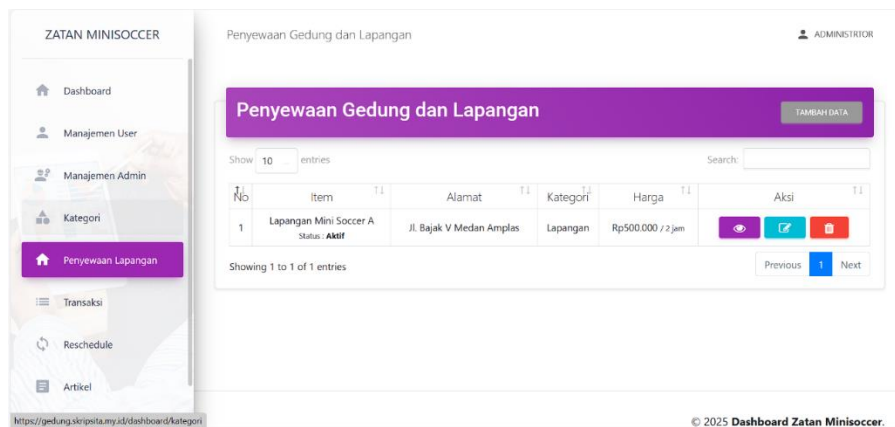 ZATAN MINISOCCER
Penyewaan Gedung dan Lapangan
ADMINISTRTOR
Dashboard
Manajemen User
Manajemen Admin
Kategori
Penyewaan Lapangan
Transaksi
Reschedule
Artikel
Penyewaan Gedung dan Lapangan
TAMBAH DATA
Show 10 entries
Search:
No Item Alamat Kategori Harga Aksi
1 Lapangan Mini Soccer A Jl. Bajak V Medan Amplas Lapangan Rp500.000 / 2 jam
Status : Aktif
Showing 1 to 1 of 1 entries
Previous 1 Next
https://gedung.skripsita.my.id/dashboard/kategori
© 2025 Dashboard Zatan Minisoccer.